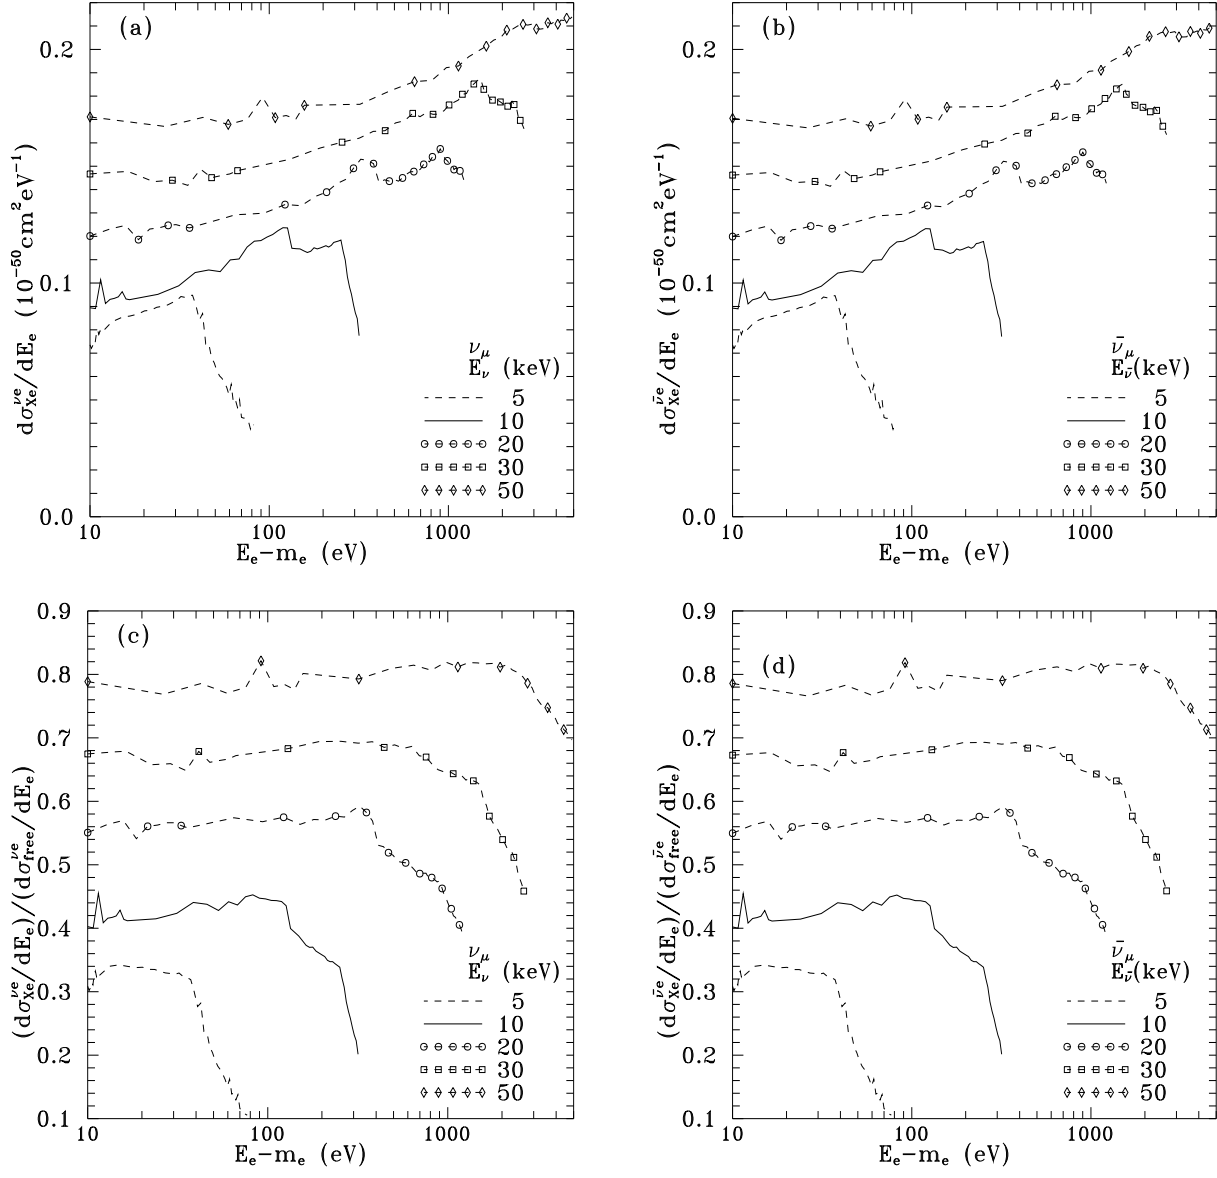 (a)
0.2
0.1
0.0
dσ^{νe}_{Xe}/dE_e (10^{-50}cm^2eV^{-1})
ν_μ
E_ν (keV)
5
10
20
30
50
10 100 1000
E_e−m_e (eV)
(b)
0.2
0.1
0.0
dσ^{ν̄e}_{Xe}/dE_e (10^{-50}cm^2eV^{-1})
ν̄_μ
E_ν̄(keV)
5
10
20
30
50
10 100 1000
E_e−m_e (eV)
(c)
0.9
0.8
0.7
0.6
0.5
0.4
0.3
0.2
0.1
(dσ^{νe}_{Xe}/dE_e)/(dσ^{νe}_{free}/dE_e)
ν_μ
E_ν (keV)
5
10
20
30
50
10 100 1000
E_e−m_e (eV)
(d)
0.9
0.8
0.7
0.6
0.5
0.4
0.3
0.2
0.1
(dσ^{ν̄e}_{Xe}/dE_e)/(dσ^{ν̄e}_{free}/dE_e)
ν̄_μ
E_ν̄(keV)
5
10
20
30
50
10 100 1000
E_e−m_e (eV)